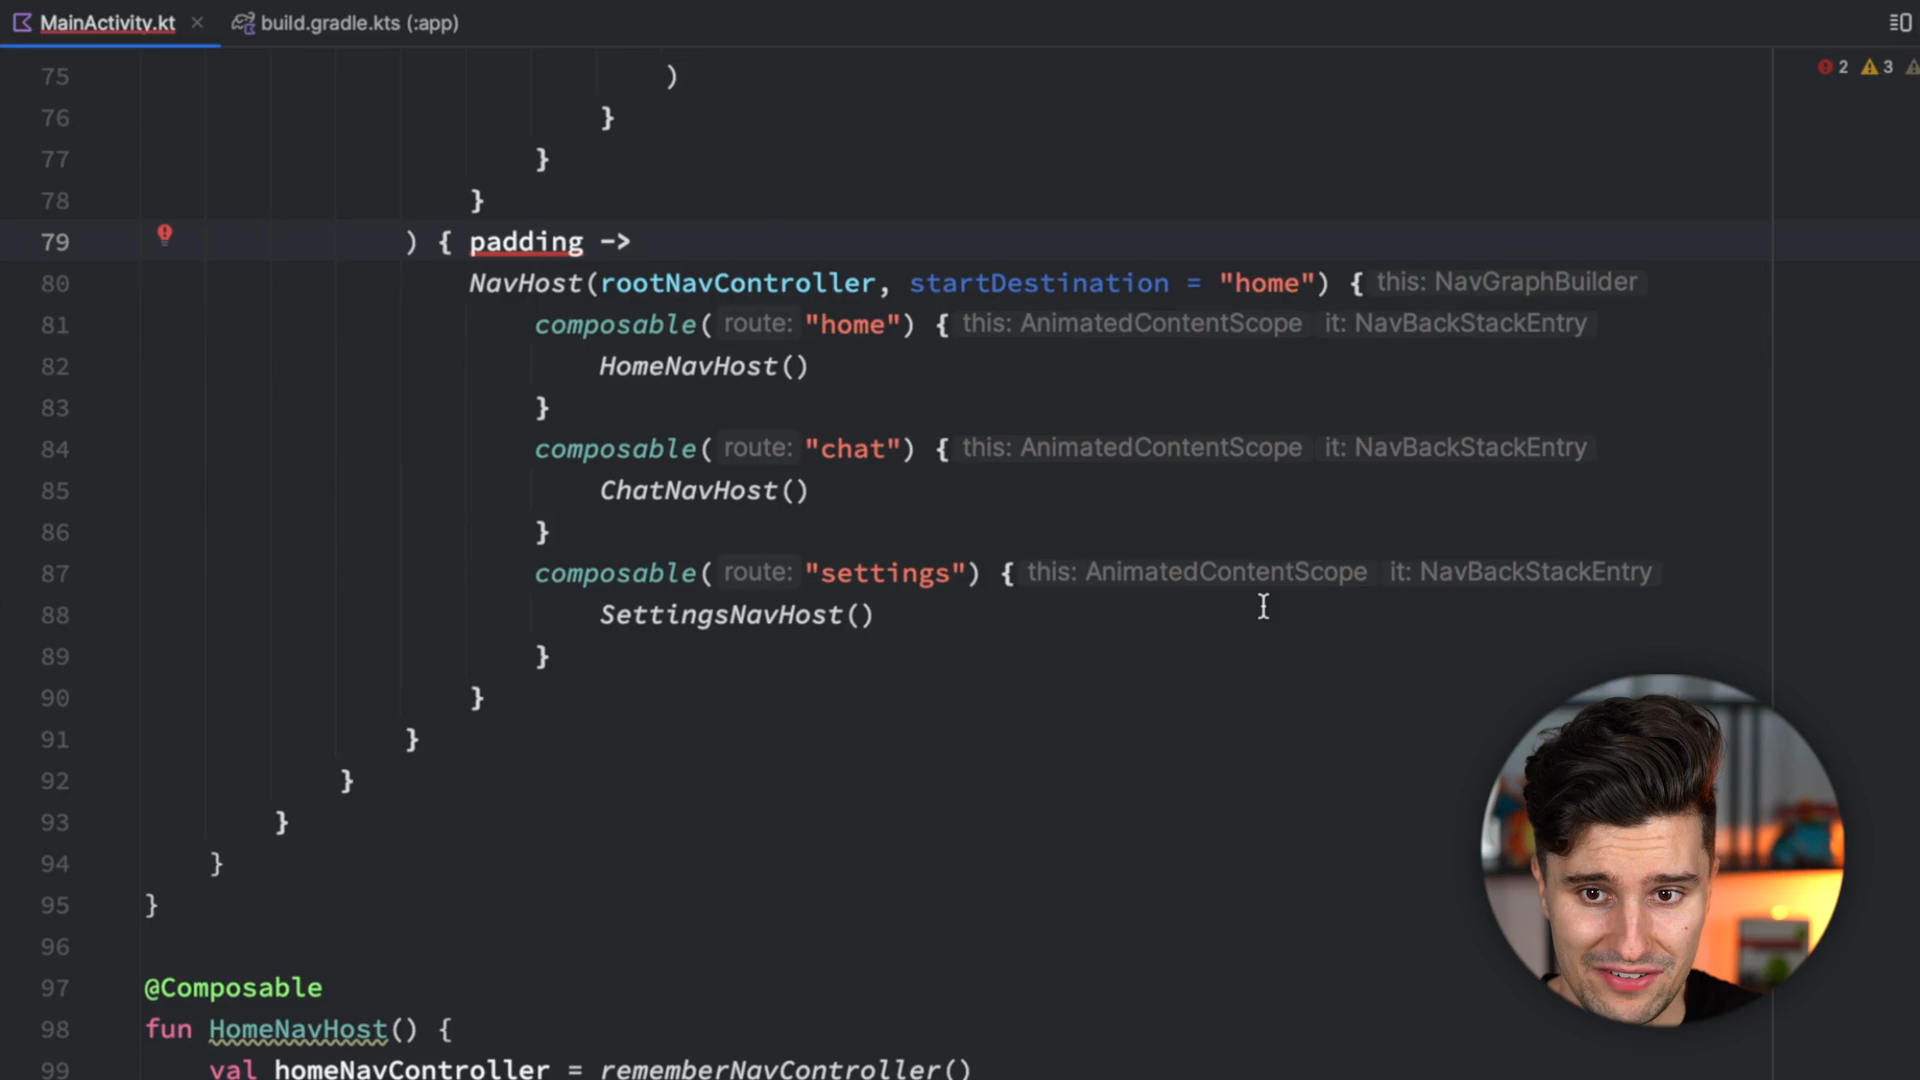 MainActivity.kt
build.gradle.kts (:app)
2 3
75 )
76 }
77 }
78 }
79 ) { padding ->
80 NavHost(rootNavController, startDestination = "home") { this: NavGraphBuilder
81 composable( route: "home") { this: AnimatedContentScope it: NavBackStackEntry
82 HomeNavHost()
83 }
84 composable( route: "chat") { this: AnimatedContentScope it: NavBackStackEntry
85 ChatNavHost()
86 }
87 composable( route: "settings") { this: AnimatedContentScope it: NavBackStackEntry
88 SettingsNavHost()
89 }
90 }
91 }
92 }
93 }
94 }
95 }
96
97 @Composable
98 fun HomeNavHost() {
99 val homeNavController = rememberNavController()